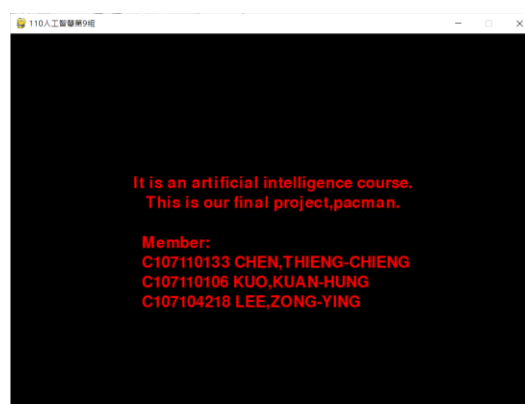 110人工智慧第9組
It is an artificial intelligence course.
This is our final project,pacman.
Member:
C107110133 CHEN,THIENG-CHIENG
C107110106 KUO,KUAN-HUNG
C107104218 LEE,ZONG-YING